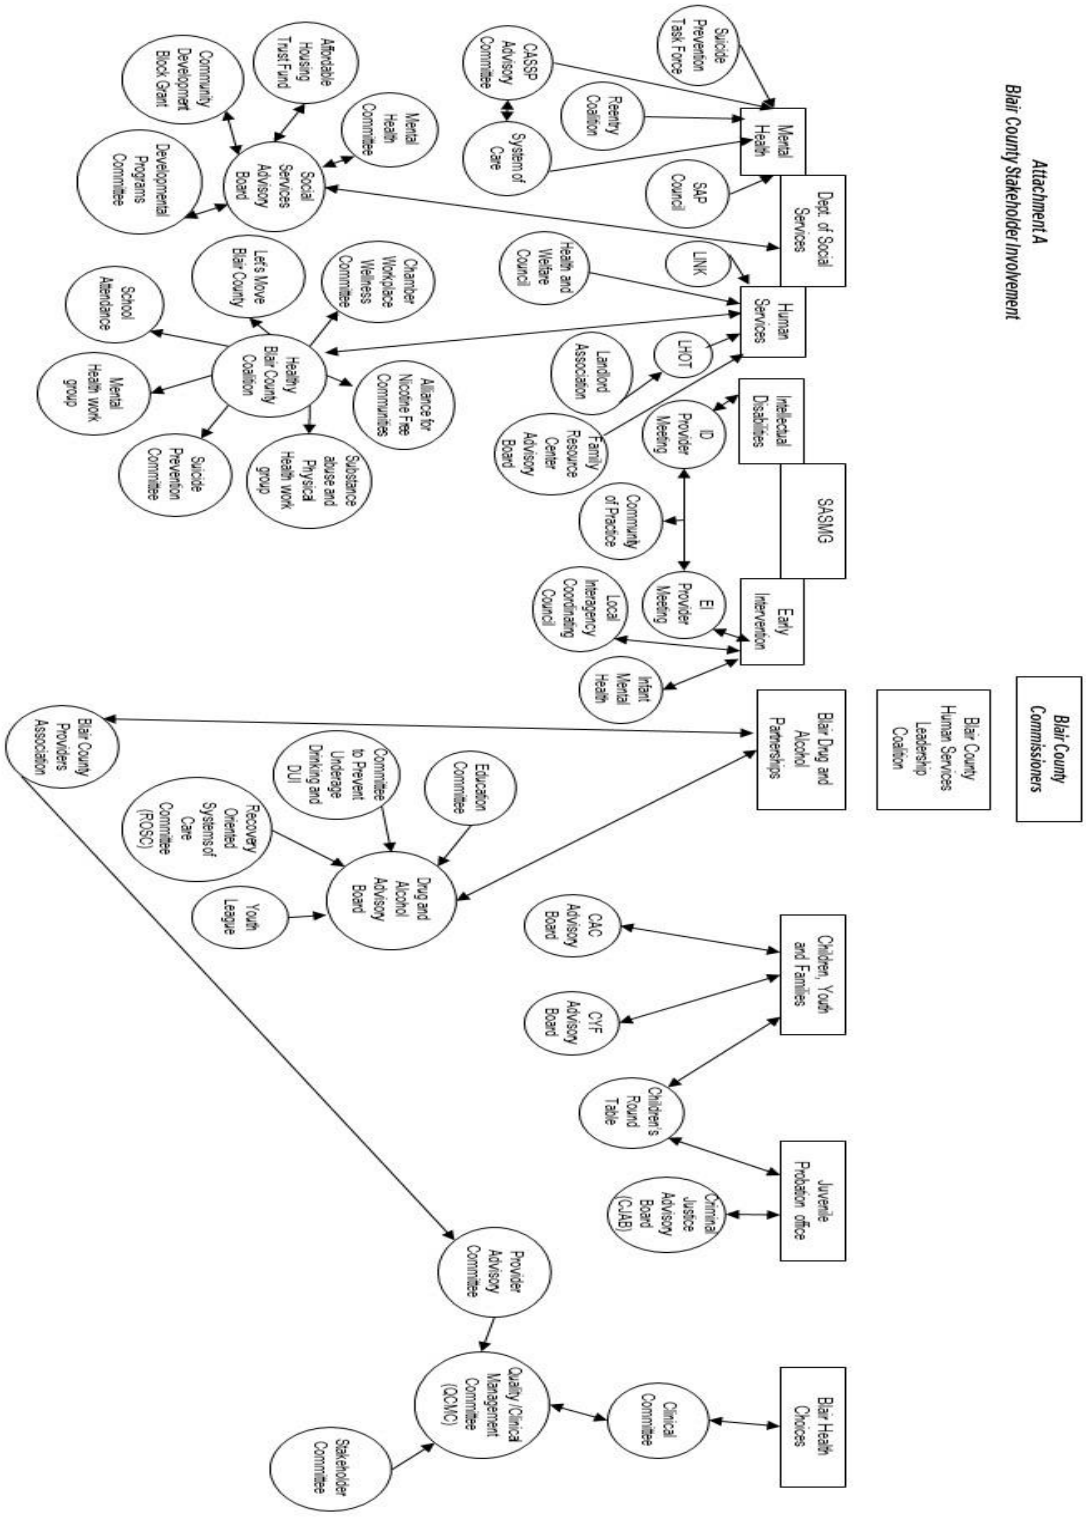 Attachment A
Blair County Stakeholder Involvement
Blair County
Commissioners
Blair County
Human Services
Leadership
Coalition
Dept. of Social
Services
SASMG
Blair Drug and
Alcohol
Partnerships
Children, Youth
and Families
Juvenile
Probation office
Blair Health
Choices
Mental
Health
Human
Services
Intellectual
Disabilities
Early
Intervention
Suicide
Prevention
Task Force
SAP
Council
LINK
LHOT
ID
Provider
Meeting
EI
Provider
Meeting
Infant
Mental
Health
Reentry
Coalition
Health and
Welfare
Council
Landlord
Association
Family
Resource
Center
Advisory
Board
Community
of Practice
Local
Interagency
Coordinating
Council
CASSP
Advisory
Committee
System of
Care
CAC
Advisory
Board
CYF
Advisory
Board
Children's
Round
Table
Criminal
Justice
Advisory
Board
(CJAB)
Clinical
Committee
Mental
Health
Committee
Affordable
Housing
Trust Fund
Community
Development
Block Grant
Social
Services
Advisory
Board
Developmental
Programs
Committee
Chamber
Workplace
Wellness
Committee
Let's Move
Blair County
School
Attendance
Healthy
Blair County
Coalition
Alliance for
Nicotine Free
Communities
Mental
Health work
group
Suicide
Prevention
Committee
Substance
abuse and
Physical
Health work
group
Education
Committee
Committee
to Prevent
Underage
Drinking and
DUI
Recovery
Oriented
Systems of
Care
Committee
(ROSC)
Youth
League
Drug and
Alcohol
Advisory
Board
Blair County
Providers
Association
Provider
Advisory
Committee
Quality /Clinical
Management
Committee
(QCMC)
Stakeholder
Committee